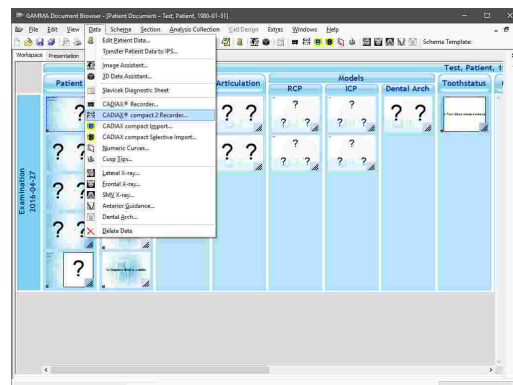 GAMMA Document Browser - [Patient Document - Test, Patient, 1980-01-31]
File Edit View Data Schema Section Analysis Collection Cell Design Extras Windows Help
Schema Template:
Workspace Presentation
Edit Patient Data...
Transfer Patient Data to IPS...
Image Assistant...
3D Data Assistant...
Slavicek Diagnostic Sheet
CADIAX® Recorder...
CADIAX® compact 2 Recorder...
CADIAX compact Import...
CADIAX compact Selective Import...
Numeric Curves...
Cusp Tips...
Lateral X-ray...
Frontal X-ray...
SMV X-ray...
Anterior Guidance...
Dental Arch...
Delete Data
Test, Patient, 1
Patient
Articulation
Models
RCP
ICP
Dental Arch
Toothstatus
Examination
2016-04-27
?
? ?
? ?
? ?
?
? ?
? ?
?
? ?
?
? ?
?
? ?
?
? ?
? ?